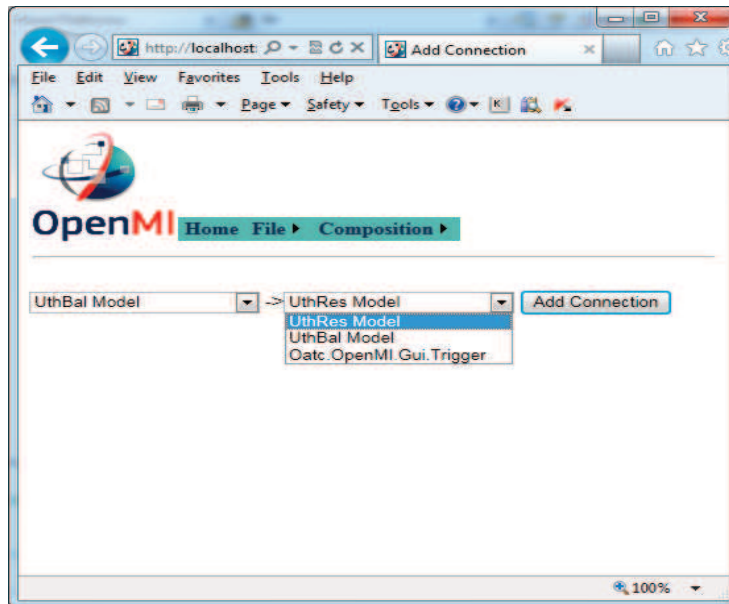 http://localhost
Add Connection
File Edit View Favorites Tools Help
Page Safety Tools
K
OpenMI
Home File Composition
UthBal Model -> UthRes Model Add Connection
UthRes Model
UthBal Model
Oatc.OpenMI.Gui.Trigger
100%